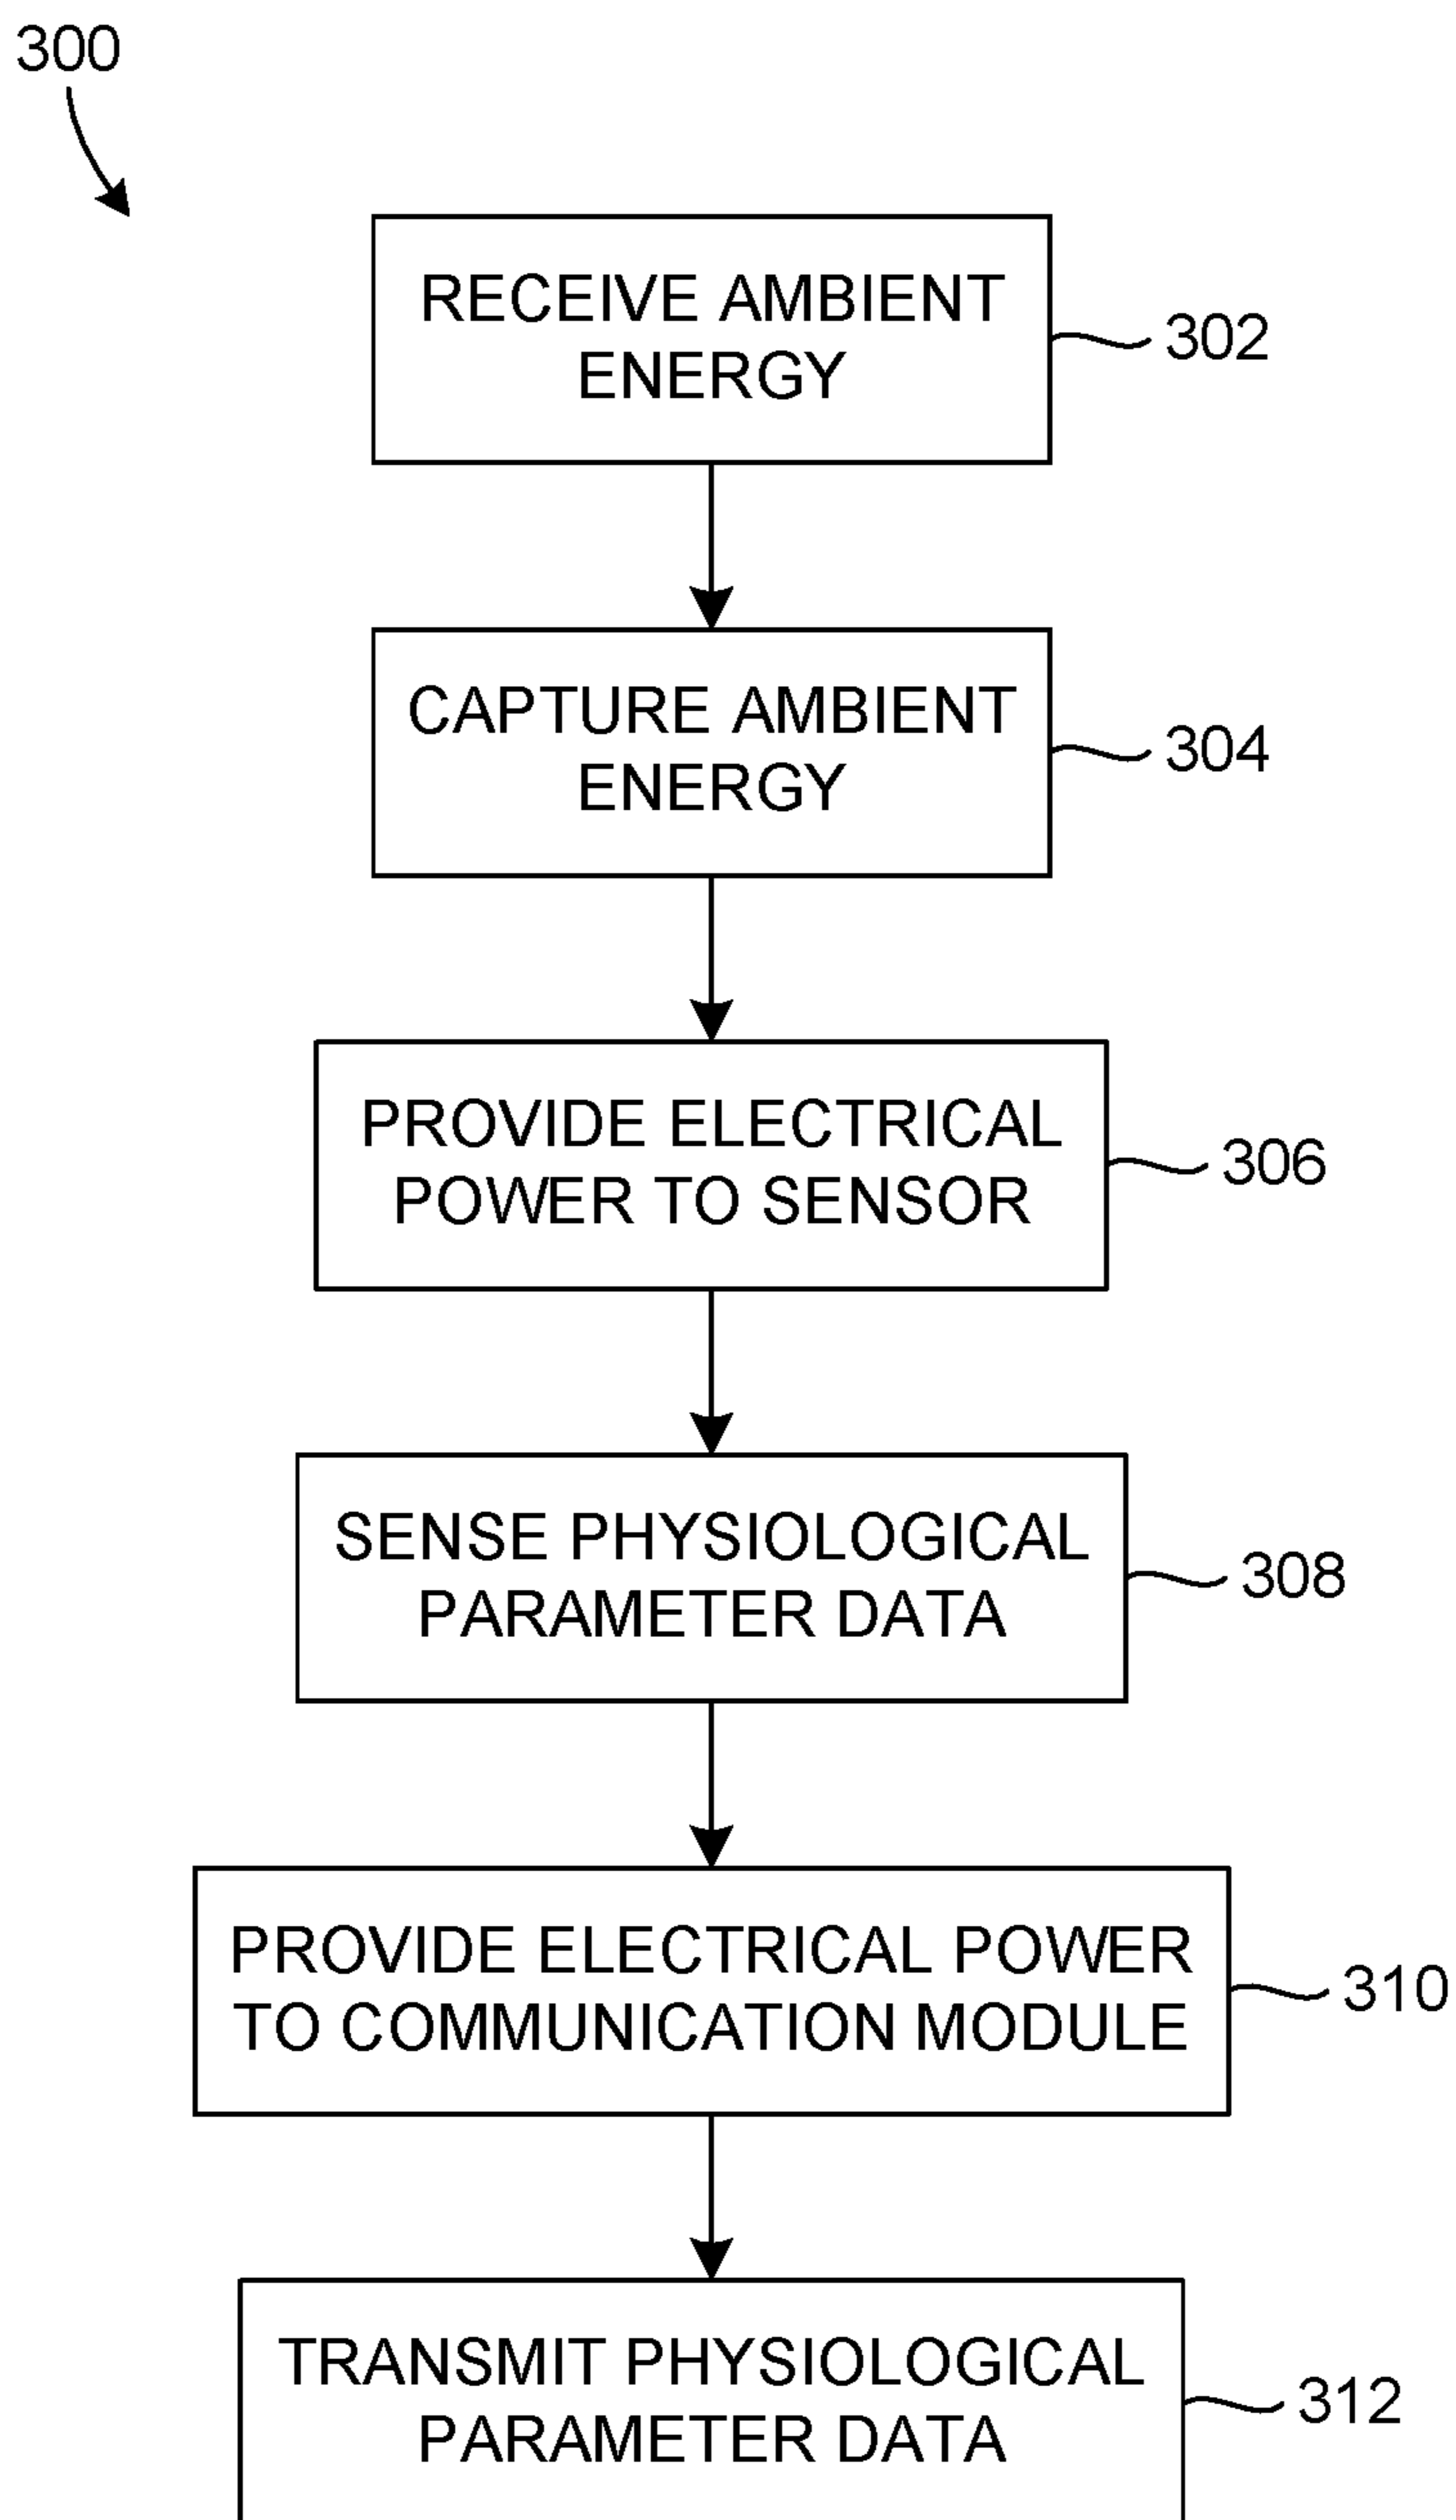 300
RECEIVE AMBIENT
ENERGY
302
CAPTURE AMBIENT
ENERGY
304
PROVIDE ELECTRICAL
POWER TO SENSOR
306
SENSE PHYSIOLOGICAL
PARAMETER DATA
308
PROVIDE ELECTRICAL POWER
TO COMMUNICATION MODULE
310
TRANSMIT PHYSIOLOGICAL
PARAMETER DATA
312